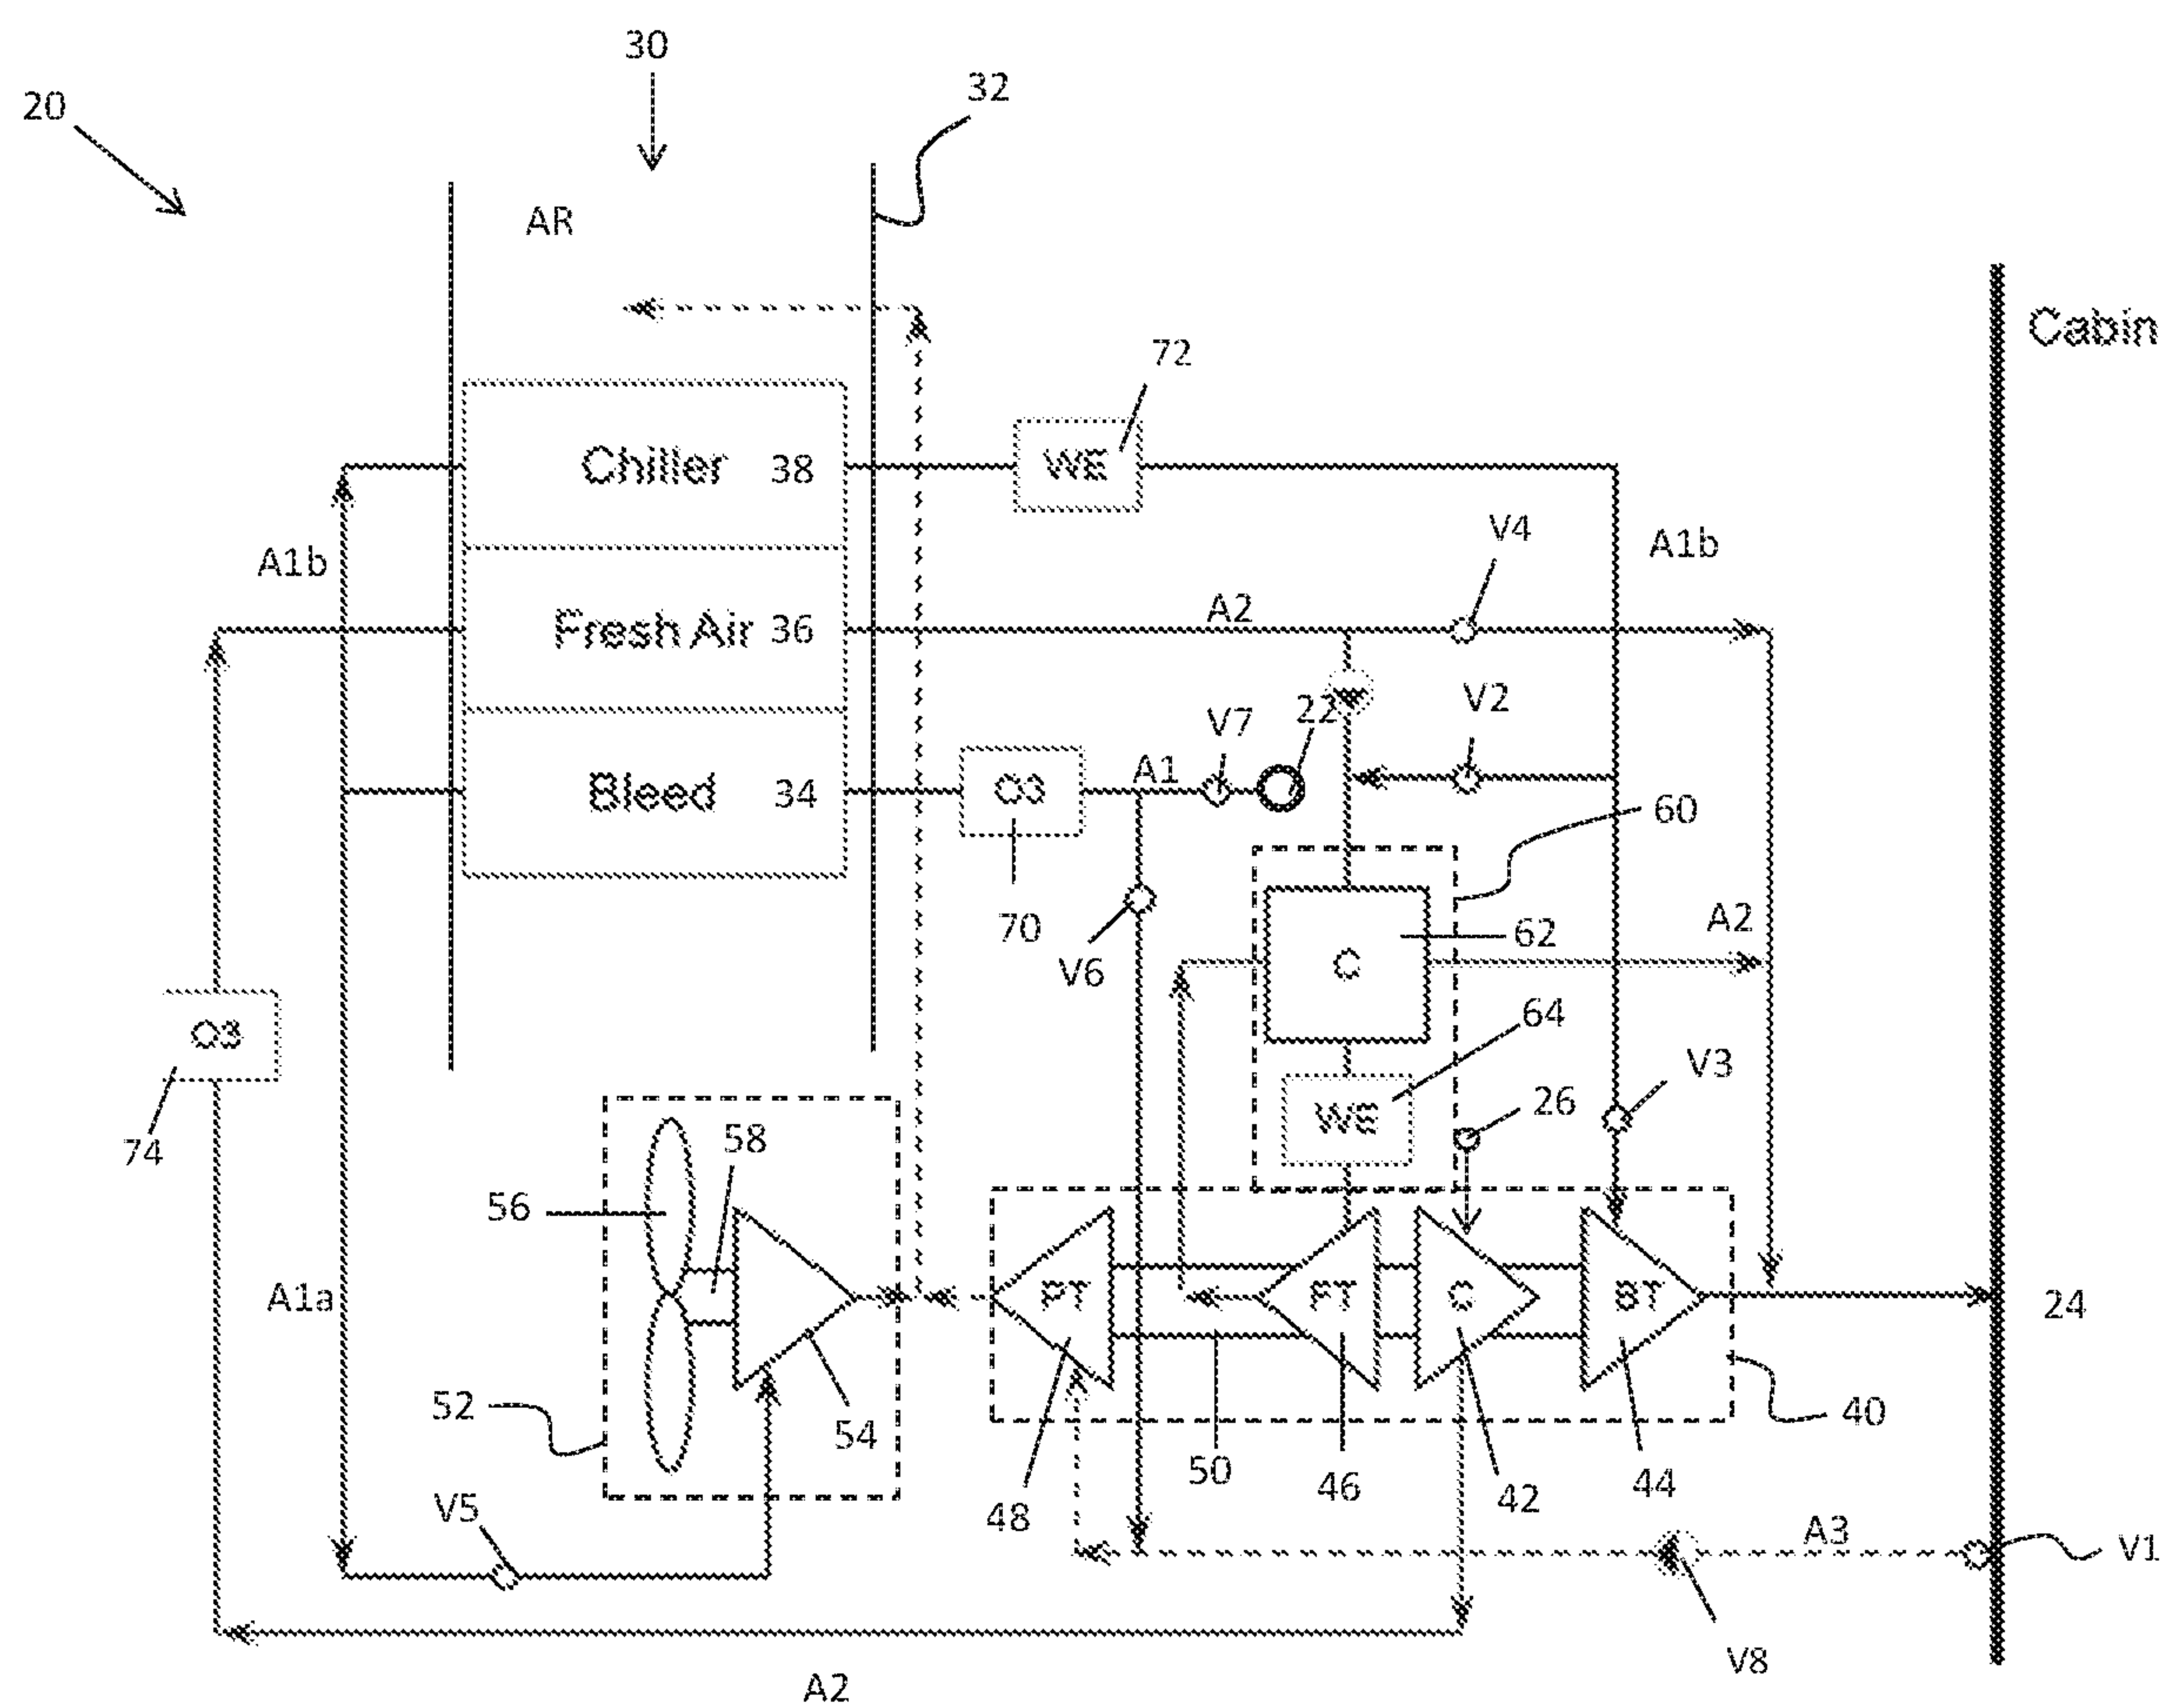 30
32
20
AR
Cabin
72
Chiller 38
WE
V4
A1b
A1b
A2
Fresh Air 36
V7
22
V2
Bleed 34
O3
A1
60
70
V6
C
62
A2
O3
64
WE
26
V3
74
58
56
A1a
PT
FT
C
BT
24
52
54
40
50
48
46
42
44
V5
A3
V1
V8
A2